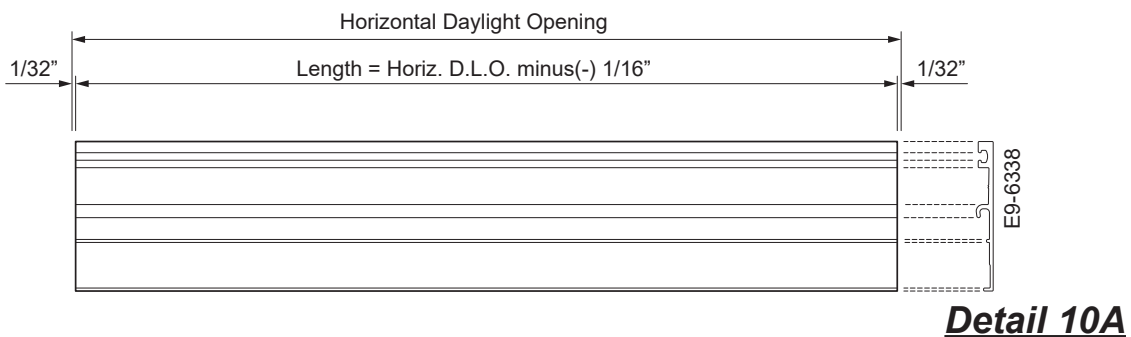 Horizontal Daylight Opening
1/32”
Length = Horiz. D.L.O. minus(-) 1/16”
1/32”
E9-6338
Detail 10A